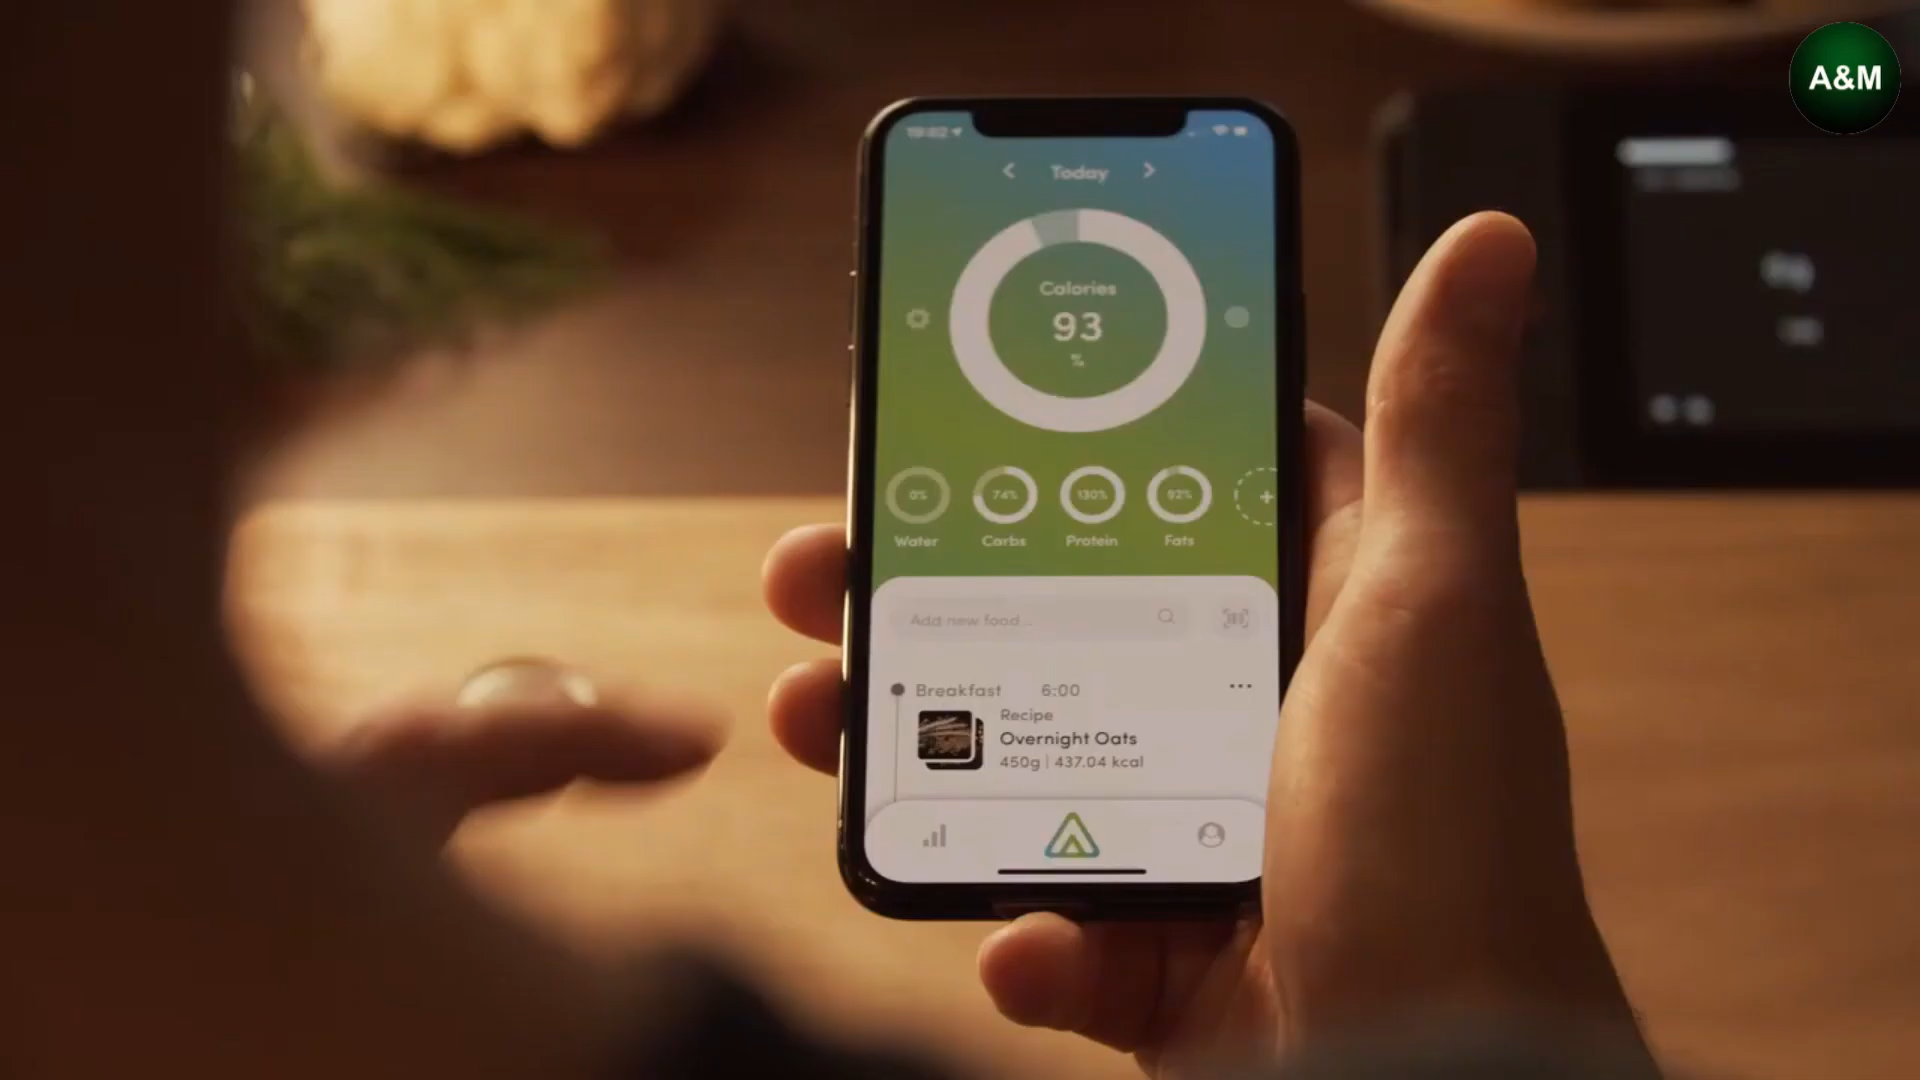 A&M
Today
Calories
93
%
0% 74% 130% 92% +
Water Carbs Protein Fats
Add new food...
Breakfast 6:00
Recipe
Overnight Oats
450g | 437.04 kcal